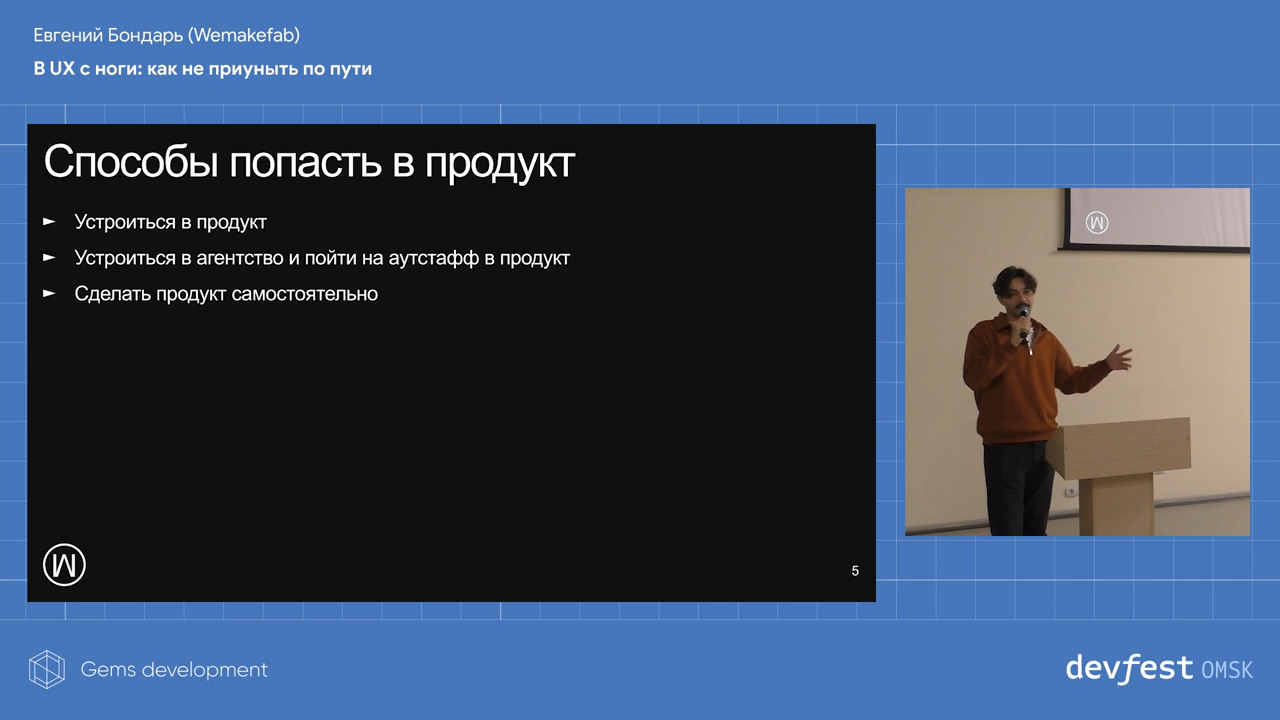 Евгений Бондарь (Wemakefab)
В UX с ноги: как не приуныть по пути
Способы попасть в продукт
► Устроиться в продукт
► Устроиться в агентство и пойти на аутстафф в продукт
► Сделать продукт самостоятельно
W
5
W
Gems development
devfest OMSK